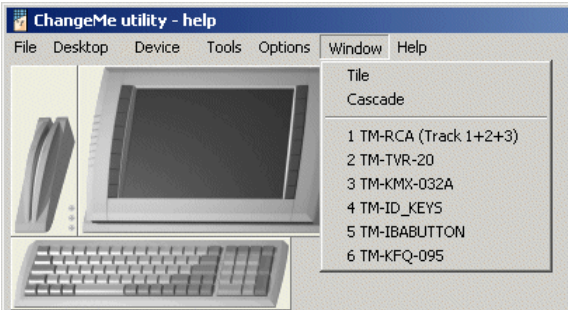 ChangeMe utility - help
File Desktop Device Tools Options Window Help
Tile
Cascade
1 TM-RCA (Track 1+2+3)
2 TM-TVR-20
3 TM-KMX-032A
4 TM-ID_KEYS
5 TM-IBABUTTON
6 TM-KFQ-095